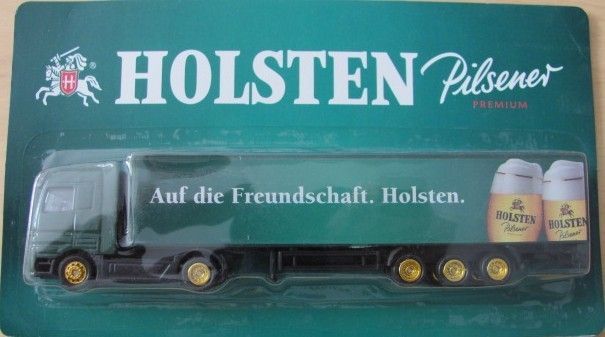 HOLSTEN Pilsener
PREMIUM
Auf die Freundschaft. Holsten.
HOLSTEN
Pilsener
HOLSTEN
Pilsener